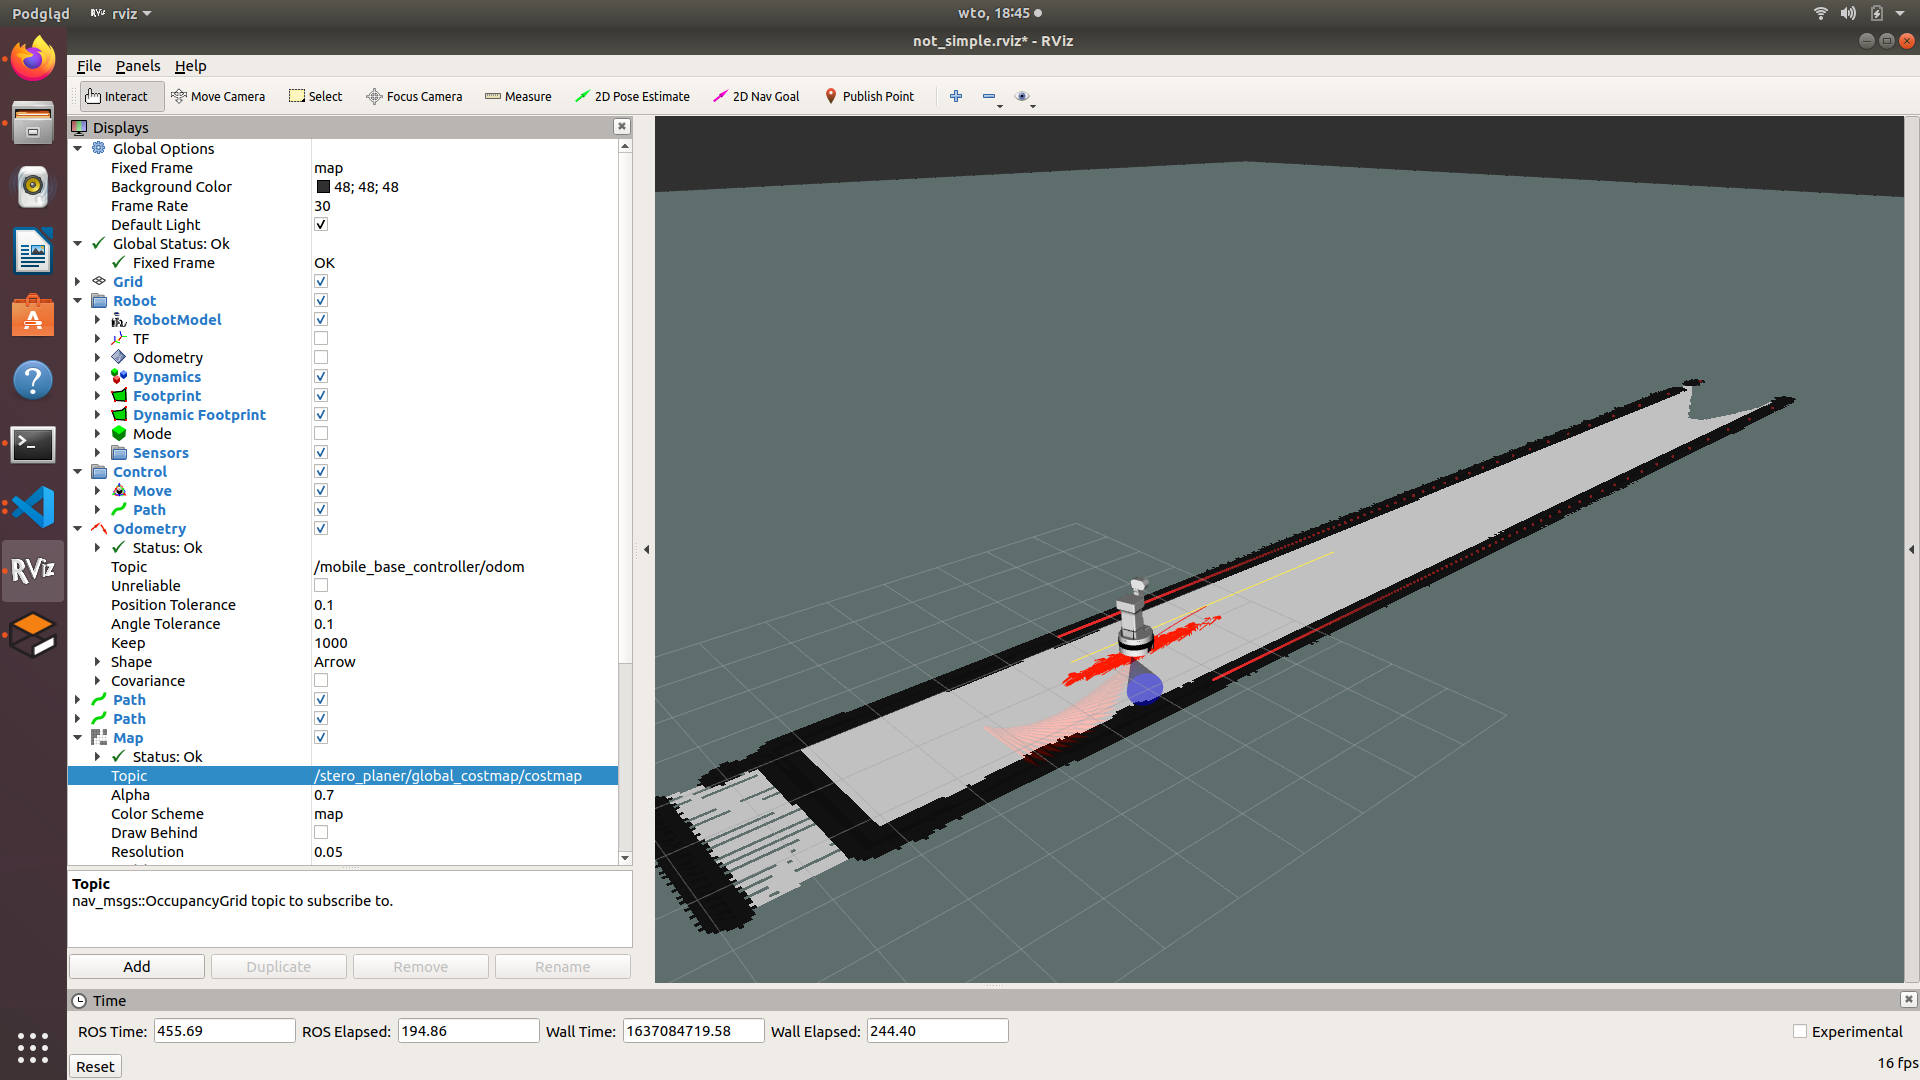 Podgląd
RViz rviz
wto, 18:45
not_simple.rviz* - RViz
File Panels Help
Interact Move Camera Select Focus Camera Measure 2D Pose Estimate 2D Nav Goal Publish Point
Displays
Global Options
Fixed Frame map
Background Color 48; 48; 48
Frame Rate 30
Default Light
Global Status: Ok
Fixed Frame OK
Grid
Robot
RobotModel
TF
Odometry
Dynamics
Footprint
Dynamic Footprint
Mode
Sensors
Control
Move
Path
Odometry
Status: Ok
Topic /mobile_base_controller/odom
Unreliable
Position Tolerance 0.1
Angle Tolerance 0.1
Keep 1000
Shape Arrow
Covariance
Path
Path
Map
Status: Ok
Topic /stero_planer/global_costmap/costmap
Alpha 0.7
Color Scheme map
Draw Behind
Resolution 0.05
Topic
nav_msgs::OccupancyGrid topic to subscribe to.
Add Duplicate Remove Rename
Time
ROS Time: 455.69 ROS Elapsed: 194.86 Wall Time: 1637084719.58 Wall Elapsed: 244.40 Experimental
Reset
16 fps
RViz